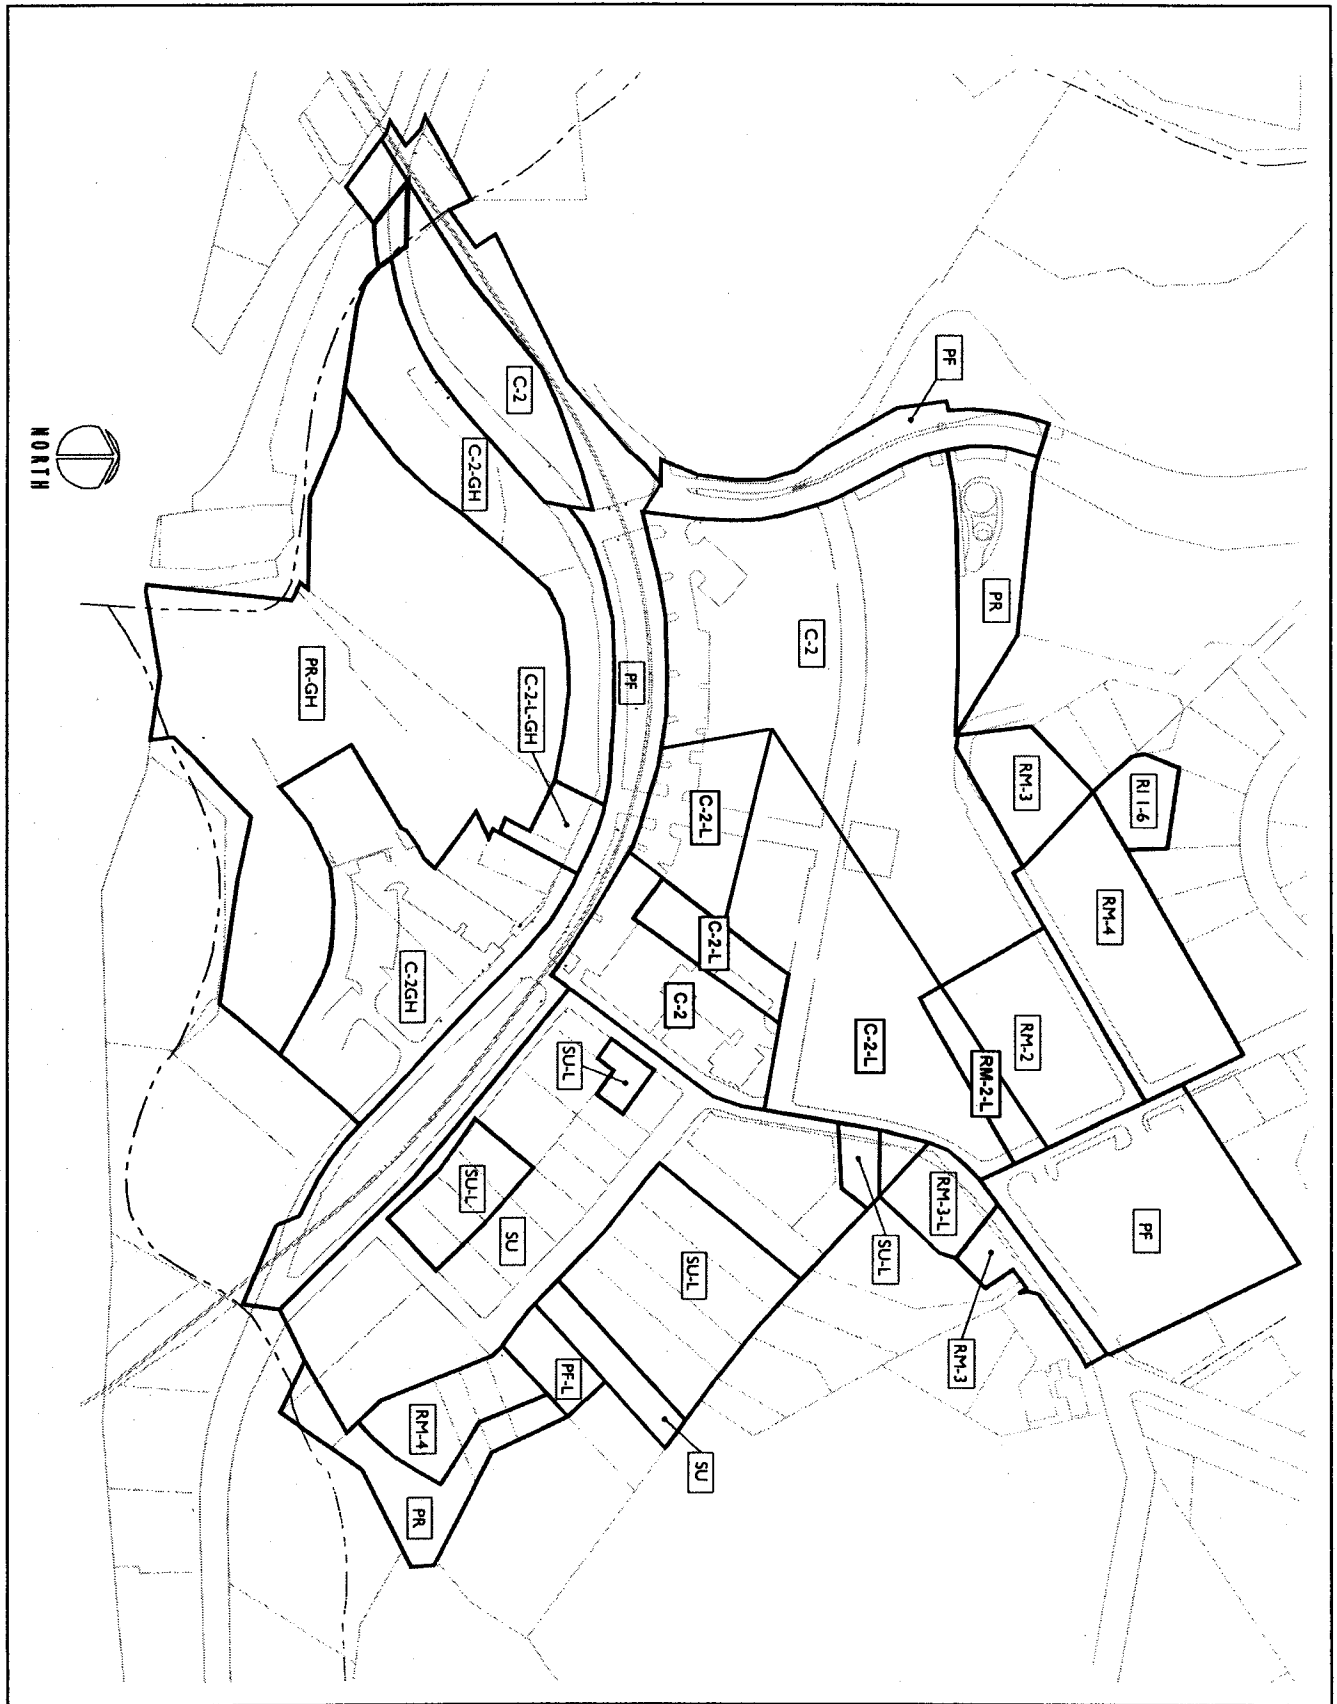 PF
RI 1-6
RM-4
RM-3
RM-2
PR
RM-2-L
RM-3
PF
RM-3-L
SU-L
C-2-L
C-2
C-2-L
C-2-L
SU
SU-L
C-2
PF
SU-L
PF-L
C-2-L-GH
C-2
SU
C-2-GH
SU-L
RM-4
PR
C-2GH
PR-GH
NORTH